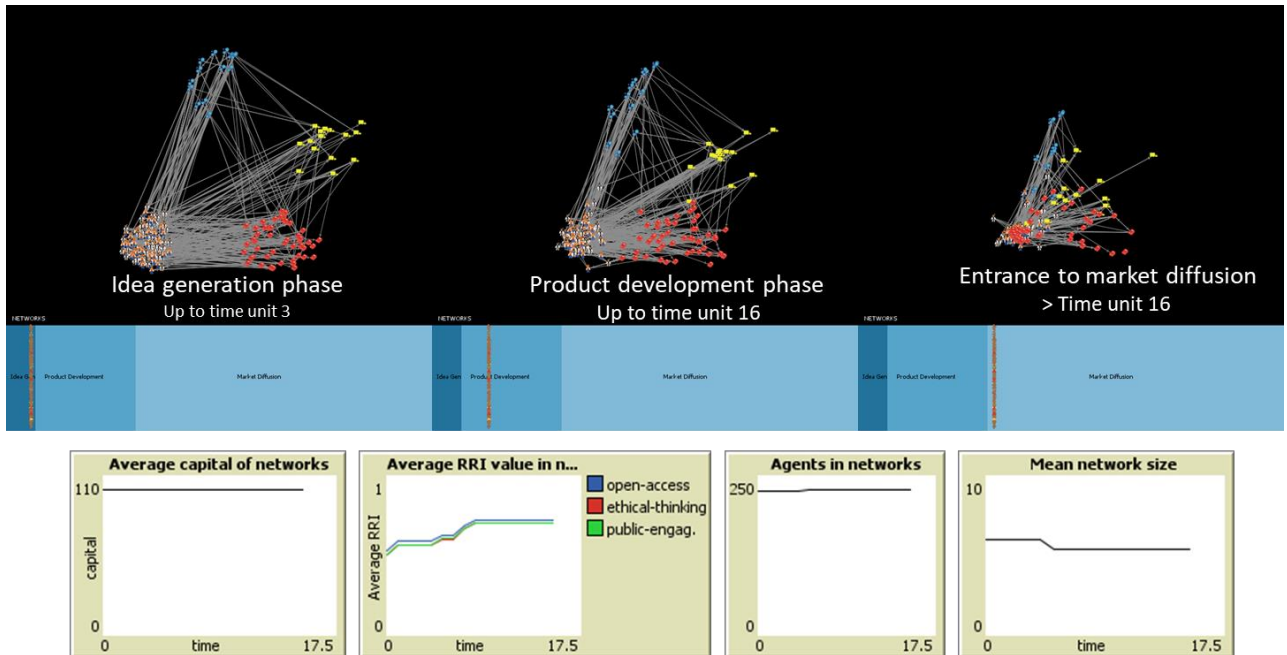 Idea generation phase
Up to time unit 3
Product development phase
Up to time unit 16
Entrance to market diffusion
> Time unit 16
NETWORKS
NETWORKS
NETWORKS
Idea Ge
Product Development
Market Diffusion
Idea Gen
Product Development
Market Diffusion
Idea Gen
Product Development
Market Diffusion
Average capital of networks
110
capital
0
0
time
17.5
Average RRI value in n...
1
Average RRI
0
0
time
17.5
open-access
ethical-thinking
public-engag.
Agents in networks
250
0
0
time
17.5
Mean network size
10
0
0
time
17.5